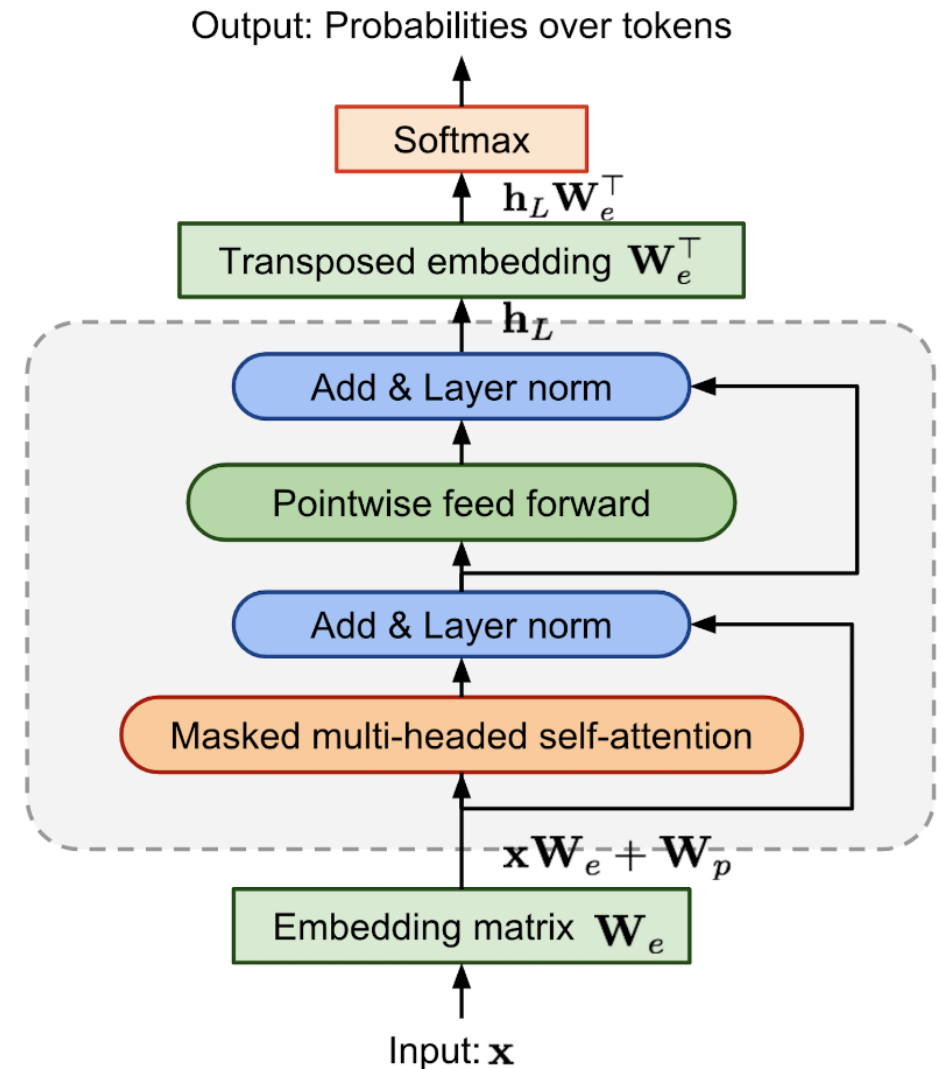 Output: Probabilities over tokens
Softmax
h_L W_e^⊤
Transposed embedding W_e^⊤
h_L
Add & Layer norm
Pointwise feed forward
Add & Layer norm
Masked multi-headed self-attention
xW_e + W_p
Embedding matrix W_e
Input: x